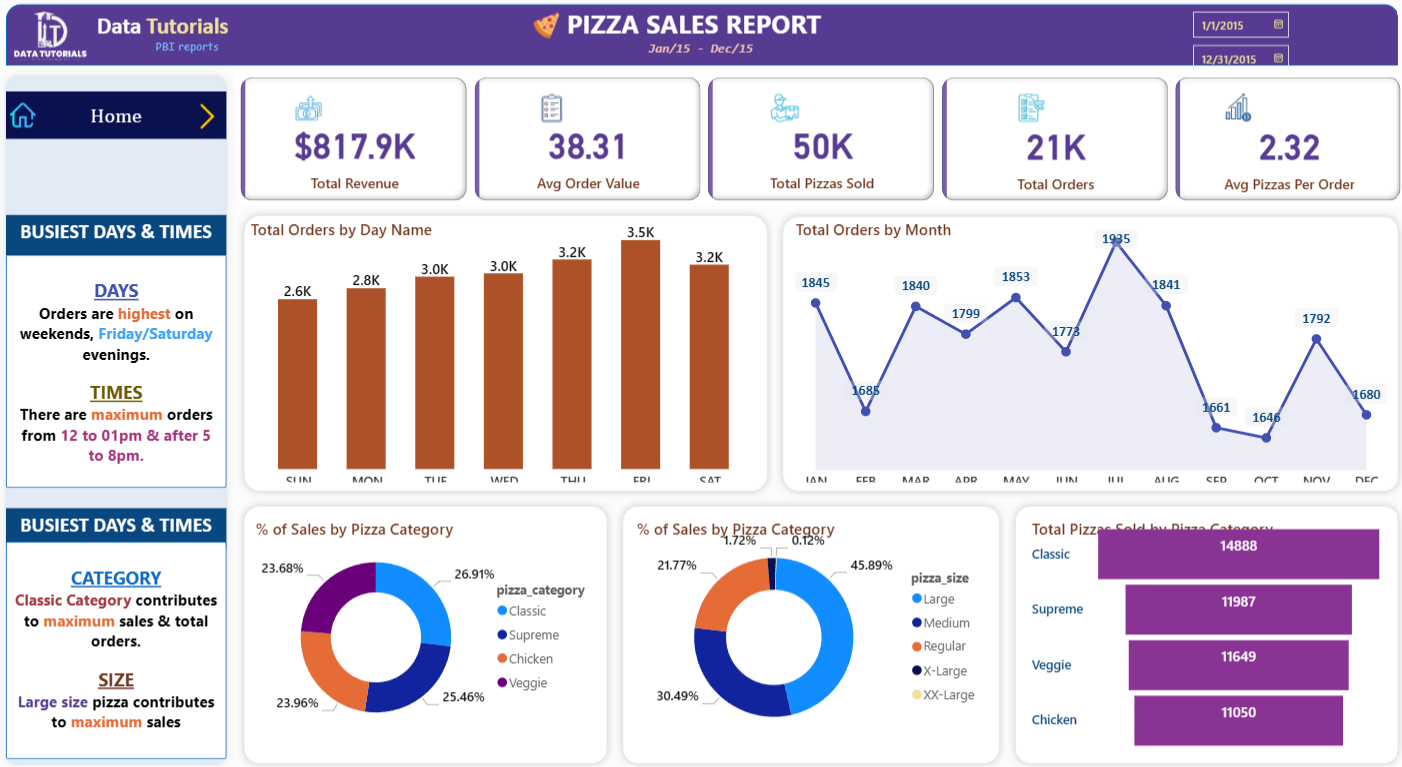 DATA TUTORIALS
Data Tutorials
PBI reports
PIZZA SALES REPORT
Jan/15 - Dec/15
1/1/2015
12/31/2015
Home
$817.9K
Total Revenue
38.31
Avg Order Value
50K
Total Pizzas Sold
21K
Total Orders
2.32
Avg Pizzas Per Order
BUSIEST DAYS & TIMES
DAYS
Orders are highest on
weekends, Friday/Saturday
evenings.
TIMES
There are maximum orders
from 12 to 01pm & after 5
to 8pm.
Total Orders by Day Name
2.6K
2.8K
3.0K
3.0K
3.2K
3.5K
3.2K
SUN MON TUE WED THU FRI SAT
Total Orders by Month
1845
1685
1840
1799
1853
1773
1935
1841
1661
1646
1792
1680
JAN FEB MAR APR MAY JUN JUL AUG SEP OCT NOV DEC
BUSIEST DAYS & TIMES
CATEGORY
Classic Category contributes
to maximum sales & total
orders.
SIZE
Large size pizza contributes
to maximum sales
% of Sales by Pizza Category
23.68%
26.91%
23.96%
25.46%
pizza_category
Classic
Supreme
Chicken
Veggie
% of Sales by Pizza Category
1.72%
0.12%
21.77%
45.89%
30.49%
pizza_size
Large
Medium
Regular
X-Large
XX-Large
Total Pizzas Sold by Pizza Category
Classic 14888
Supreme 11987
Veggie 11649
Chicken 11050